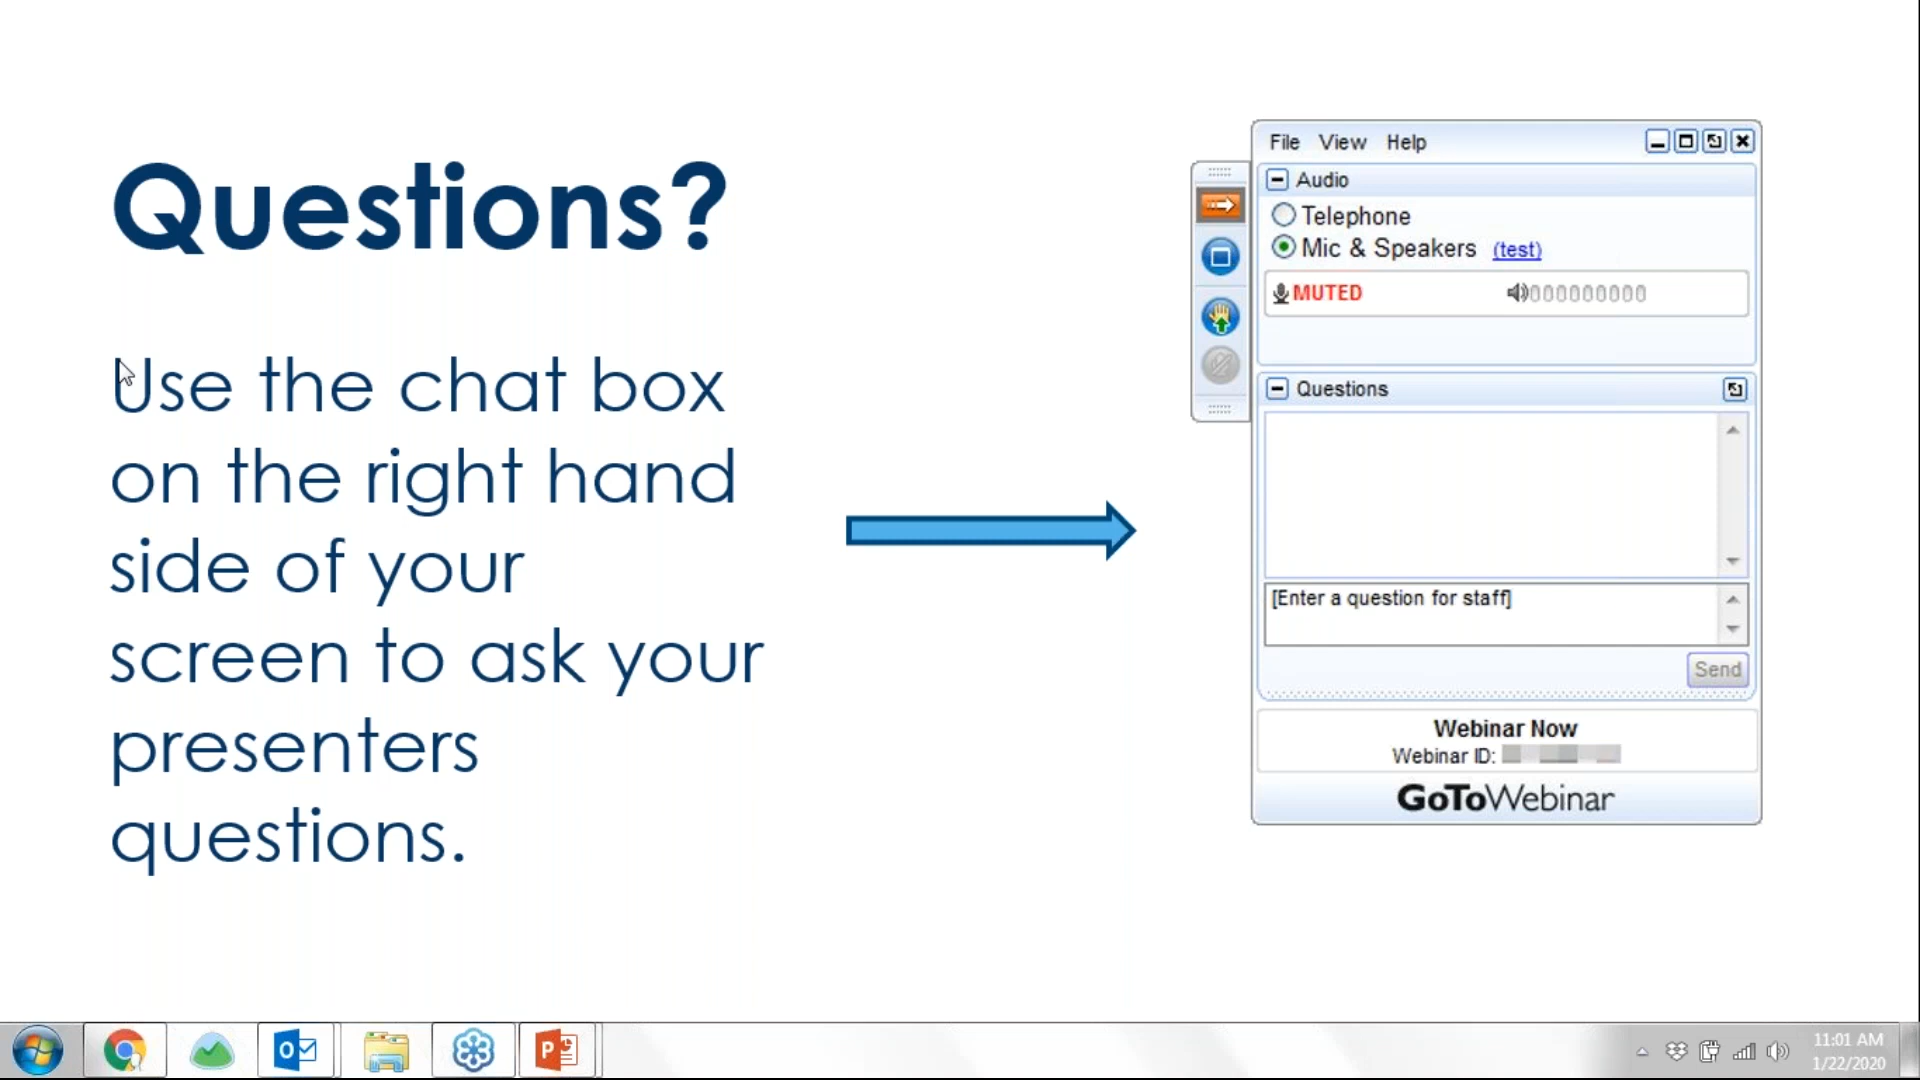 Questions?
Use the chat box
on the right hand
side of your
screen to ask your
presenters
questions.
File View Help
Audio
Telephone
Mic & Speakers (test)
MUTED
Questions
[Enter a question for staff]
Send
Webinar Now
Webinar ID:
GoToWebinar
11:01 AM
1/22/2020